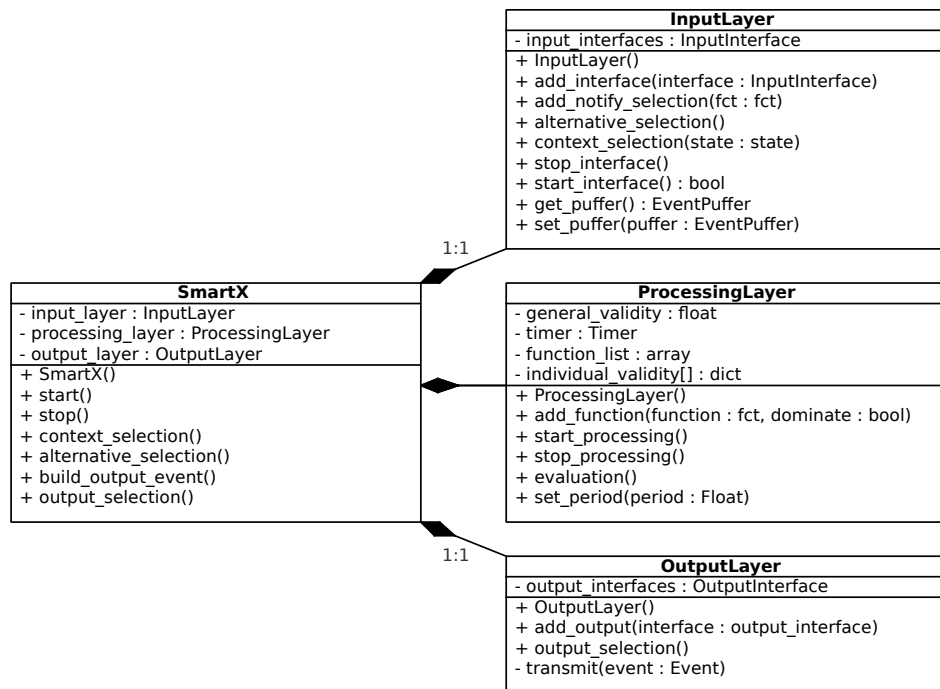 InputLayer
- input_interfaces : InputInterface
+ InputLayer()
+ add_interface(interface : InputInterface)
+ add_notify_selection(fct : fct)
+ alternative_selection()
+ context_selection(state : state)
+ stop_interface()
+ start_interface() : bool
+ get_puffer() : EventPuffer
+ set_puffer(puffer : EventPuffer)
1:1
SmartX
- input_layer : InputLayer
- processing_layer : ProcessingLayer
- output_layer : OutputLayer
+ SmartX()
+ start()
+ stop()
+ context_selection()
+ alternative_selection()
+ build_output_event()
+ output_selection()
ProcessingLayer
- general_validity : float
- timer : Timer
- function_list : array
- individual_validity[] : dict
+ ProcessingLayer()
+ add_function(function : fct, dominate : bool)
+ start_processing()
+ stop_processing()
+ evaluation()
+ set_period(period : Float)
1:1
OutputLayer
- output_interfaces : OutputInterface
+ OutputLayer()
+ add_output(interface : output_interface)
+ output_selection()
- transmit(event : Event)